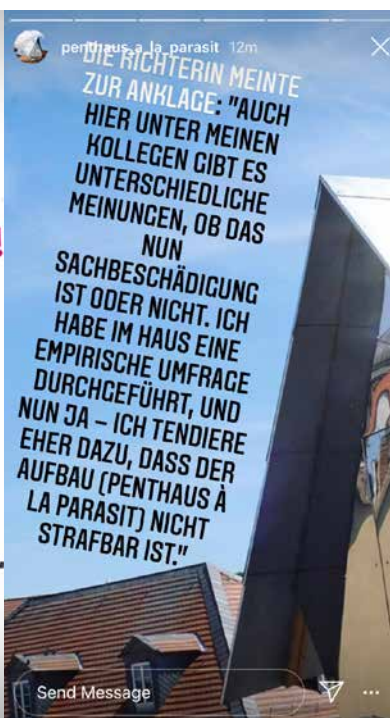 penthaus_a_la_parasit 12m
DIE RICHTERIN MEINTE
ZUR ANKLAGE: "AUCH
HIER UNTER MEINEN
KOLLEGEN GIBT ES
UNTERSCHIEDLICHE
MEINUNGEN, OB DAS
NUN
SACHBESCHÄDIGUNG
IST ODER NICHT. ICH
HABE IM HAUS EINE
EMPIRISCHE UMFRAGE
DURCHGEFÜHRT, UND
NUN JA – ICH TENDIERE
EHER DAZU, DASS DER
AUFBAU (PENTHAUS À
LA PARASIT) NICHT
STRAFBAR IST."
Send Message